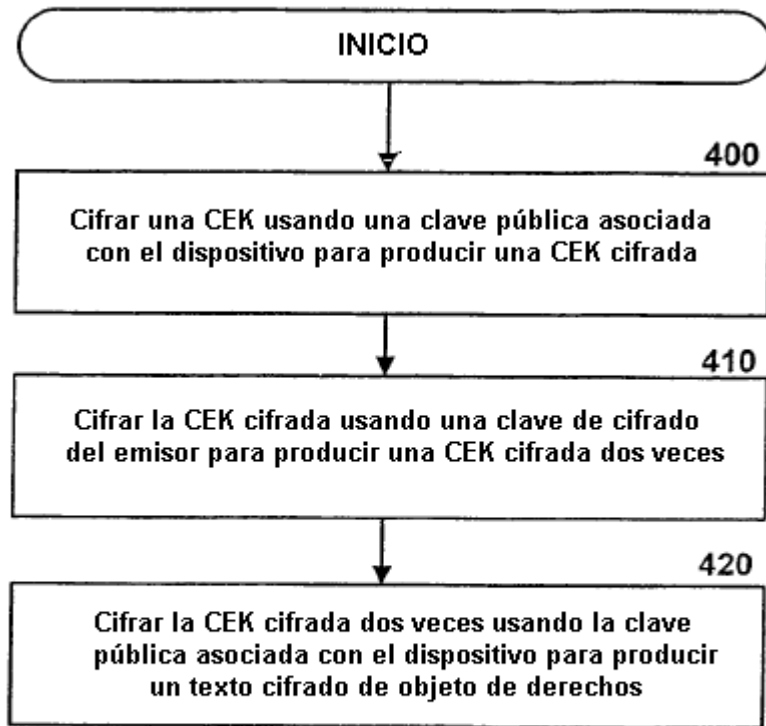 INICIO
400
Cifrar una CEK usando una clave pública asociada
con el dispositivo para producir una CEK cifrada
410
Cifrar la CEK cifrada usando una clave de cifrado
del emisor para producir una CEK cifrada dos veces
420
Cifrar la CEK cifrada dos veces usando la clave
pública asociada con el dispositivo para producir
un texto cifrado de objeto de derechos